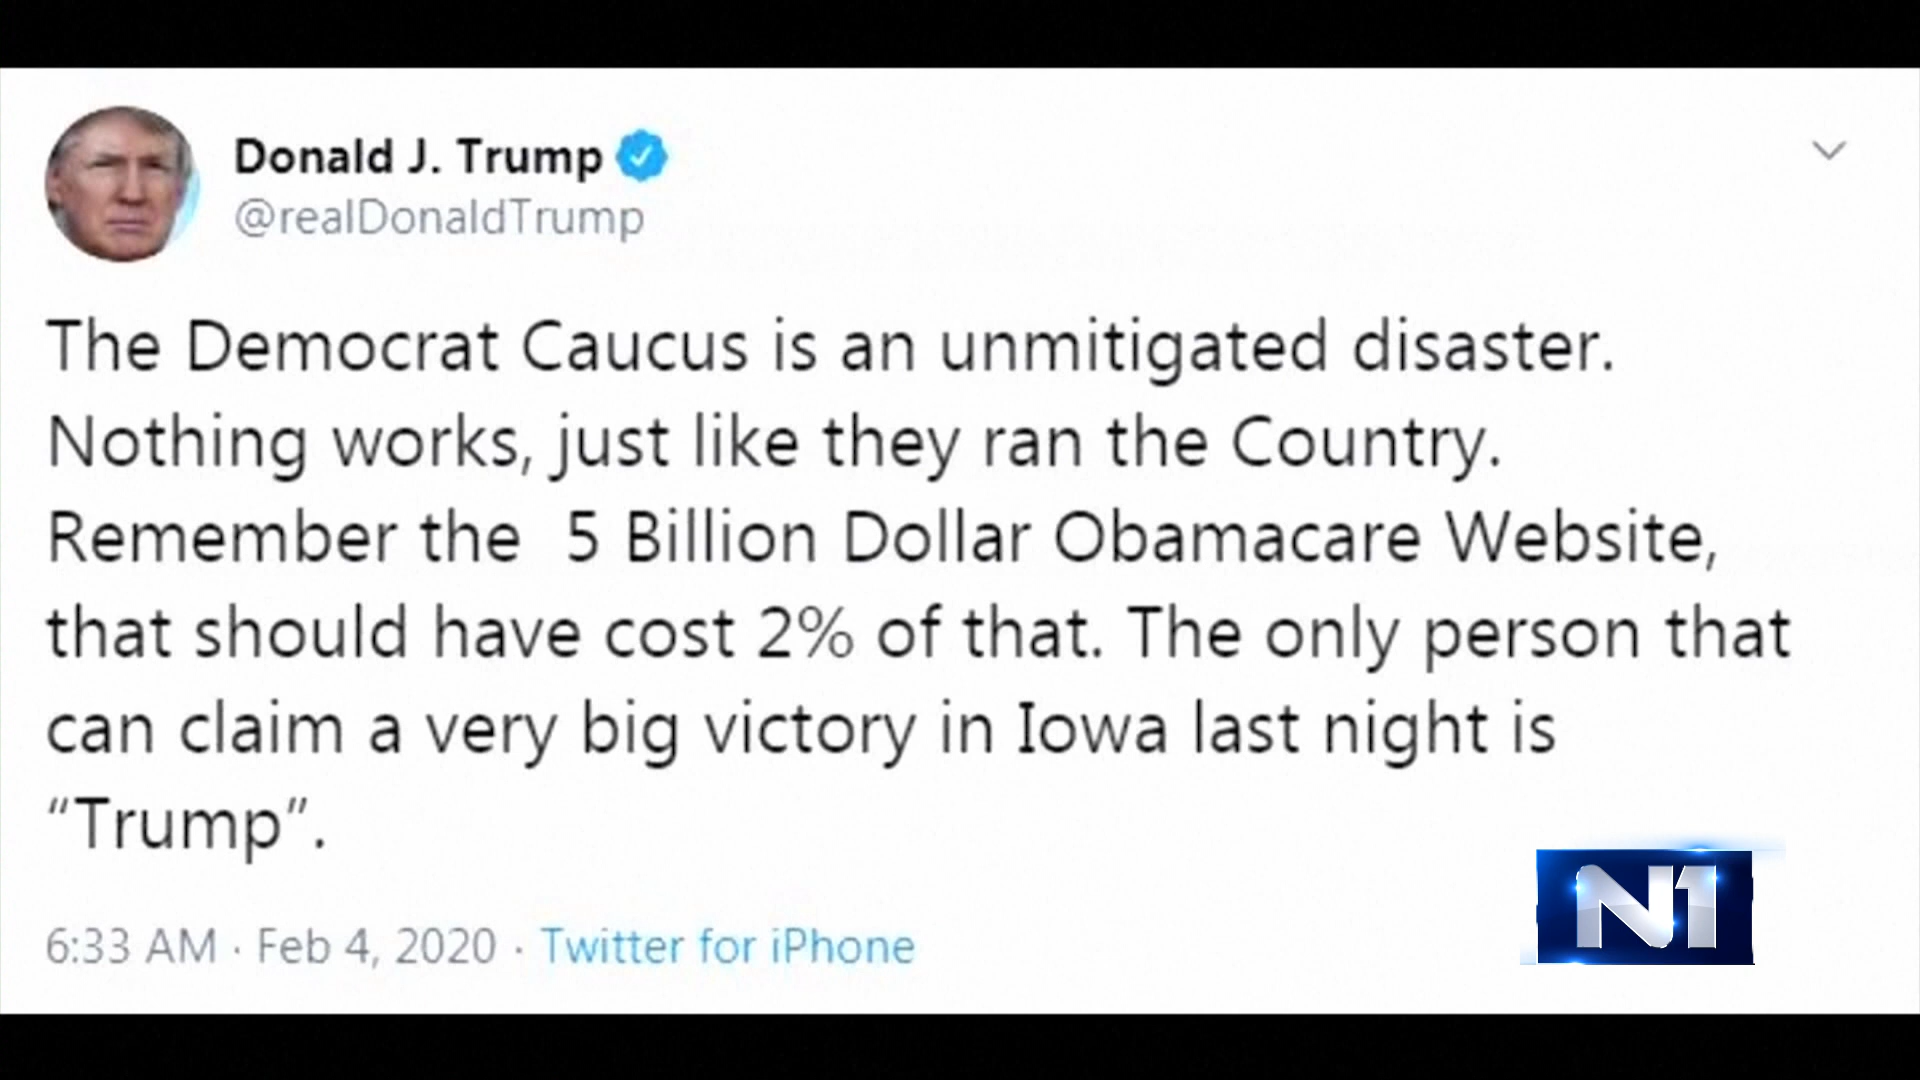 Donald J. Trump
@realDonaldTrump
The Democrat Caucus is an unmitigated disaster.
Nothing works, just like they ran the Country.
Remember the  5 Billion Dollar Obamacare Website,
that should have cost 2% of that. The only person that
can claim a very big victory in Iowa last night is
“Trump”.
6:33 AM · Feb 4, 2020 · Twitter for iPhone
N1